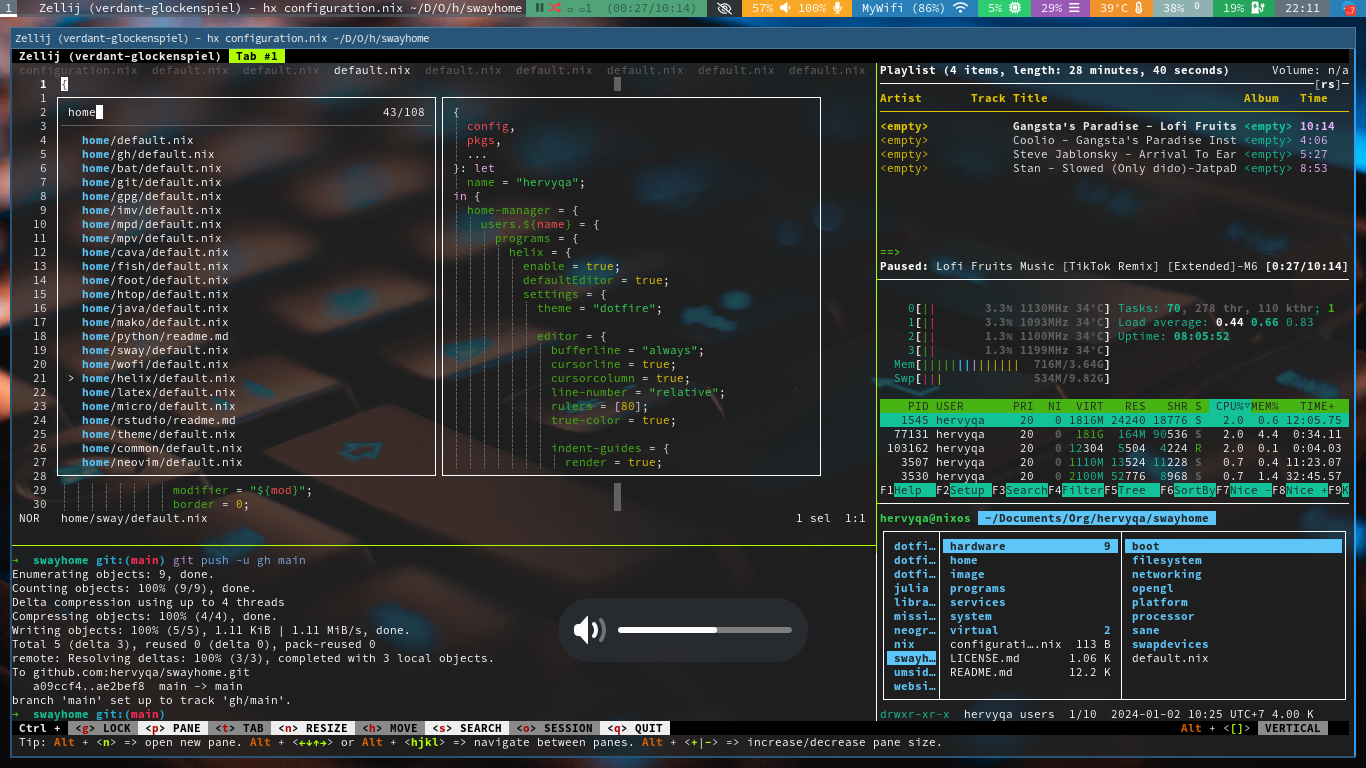 1 Zellij (verdant-glockenspiel) - hx configuration.nix ~/D/O/h/swayhome (00:27/10:14) 57% 100% MyWifi (86%) 5% 29% 39°C 38% 19% 22:11
Zellij (verdant-glockenspiel) - hx configuration.nix ~/D/O/h/swayhome
Zellij (verdant-glockenspiel) Tab #1
configuration.nix default.nix default.nix default.nix default.nix default.nix default.nix default.nix default.nix
1 {
1
2 home 43/108
3
4 home/default.nix
5 home/gh/default.nix
6 home/bat/default.nix
7 home/git/default.nix
8 home/gpg/default.nix
9 home/imv/default.nix
10 home/mpd/default.nix
11 home/mpv/default.nix
12 home/cava/default.nix
13 home/fish/default.nix
14 home/foot/default.nix
15 home/htop/default.nix
16 home/java/default.nix
17 home/mako/default.nix
18 home/python/readme.md
19 home/sway/default.nix
20 home/wofi/default.nix
21 > home/helix/default.nix
22 home/latex/default.nix
23 home/micro/default.nix
24 home/rstudio/readme.md
25 home/theme/default.nix
26 home/common/default.nix
27 home/neovim/default.nix
28
29 modifier = "${mod}";
30 border = 0;
{
config,
pkgs,
...
}: let
name = "hervyqa";
in {
home-manager = {
users.${name} = {
programs = {
helix = {
enable = true;
defaultEditor = true;
settings = {
theme = "dotfire";
editor = {
bufferline = "always";
cursorline = true;
cursorcolumn = true;
line-number = "relative";
rulers = [80];
true-color = true;
indent-guides = {
render = true;
NOR home/sway/default.nix 1 sel 1:1
→ swayhome git:(main) git push -u gh main
Enumerating objects: 9, done.
Counting objects: 100% (9/9), done.
Delta compression using up to 4 threads
Compressing objects: 100% (4/4), done.
Writing objects: 100% (5/5), 1.11 KiB | 1.11 MiB/s, done.
Total 5 (delta 3), reused 0 (delta 0), pack-reused 0
remote: Resolving deltas: 100% (3/3), completed with 3 local objects.
To github.com:hervyqa/swayhome.git
a09ccf4..ae2bef8 main -> main
branch 'main' set up to track 'gh/main'.
→ swayhome git:(main)
Playlist (4 items, length: 28 minutes, 40 seconds) Volume: n/a
[rs]
Artist Track Title Album Time
<empty> Gangsta's Paradise - Lofi Fruits <empty> 10:14
<empty> Coolio - Gangsta's Paradise Inst <empty> 4:06
<empty> Steve Jablonsky - Arrival To Ear <empty> 5:27
<empty> Stan - Slowed (Only dido)-JatpaD <empty> 8:53
==>
Paused: Lofi Fruits Music [TikTok Remix] [Extended]-M6 [0:27/10:14]
0[|| 3.3% 1130MHz 34°C] Tasks: 70, 278 thr, 110 kthr; 1
1[|| 3.3% 1093MHz 34°C] Load average: 0.44 0.66 0.83
2[|| 1.3% 1100MHz 34°C] Uptime: 08:05:52
3[|| 1.3% 1199MHz 34°C]
Mem[|||||||||||||| 716M/3.64G]
Swp[||| 534M/9.82G]
PID USER PRI NI VIRT RES SHR S CPU%▽MEM% TIME+
1545 hervyqa 20 0 1816M 24240 18776 S 2.0 0.6 12:05.75
77131 hervyqa 20 0 181G 164M 90536 S 2.0 4.4 0:34.11
103162 hervyqa 20 0 12304 5504 4224 R 2.0 0.1 0:04.03
3507 hervyqa 20 0 1110M 13524 11228 S 0.7 0.4 11:23.07
3530 hervyqa 20 0 2100M 52776 8968 S 0.7 1.4 32:45.57
F1Help F2Setup F3SearchF4FilterF5Tree F6SortByF7Nice -F8Nice +F9K
hervyqa@nixos ~/Documents/Org/hervyqa/swayhome
dotfi… hardware 9 boot
dotfi… home filesystem
dotfi… image networking
julia programs opengl
libra… services platform
missi… system processor
neogr… virtual 2 sane
nix configurati….nix 113 B swapdevices
swayh… LICENSE.md 1.06 K default.nix
umsid… README.md 12.2 K
websi…
drwxr-xr-x hervyqa users 1/10 2024-01-02 10:25 UTC+7 4.00 K
Ctrl + <g> LOCK <p> PANE <t> TAB <n> RESIZE <h> MOVE <s> SEARCH <o> SESSION <q> QUIT Alt + <[]> VERTICAL
Tip: Alt + <n> => open new pane. Alt + <←↓↑→> or Alt + <hjkl> => navigate between panes. Alt + <+|-> => increase/decrease pane size.